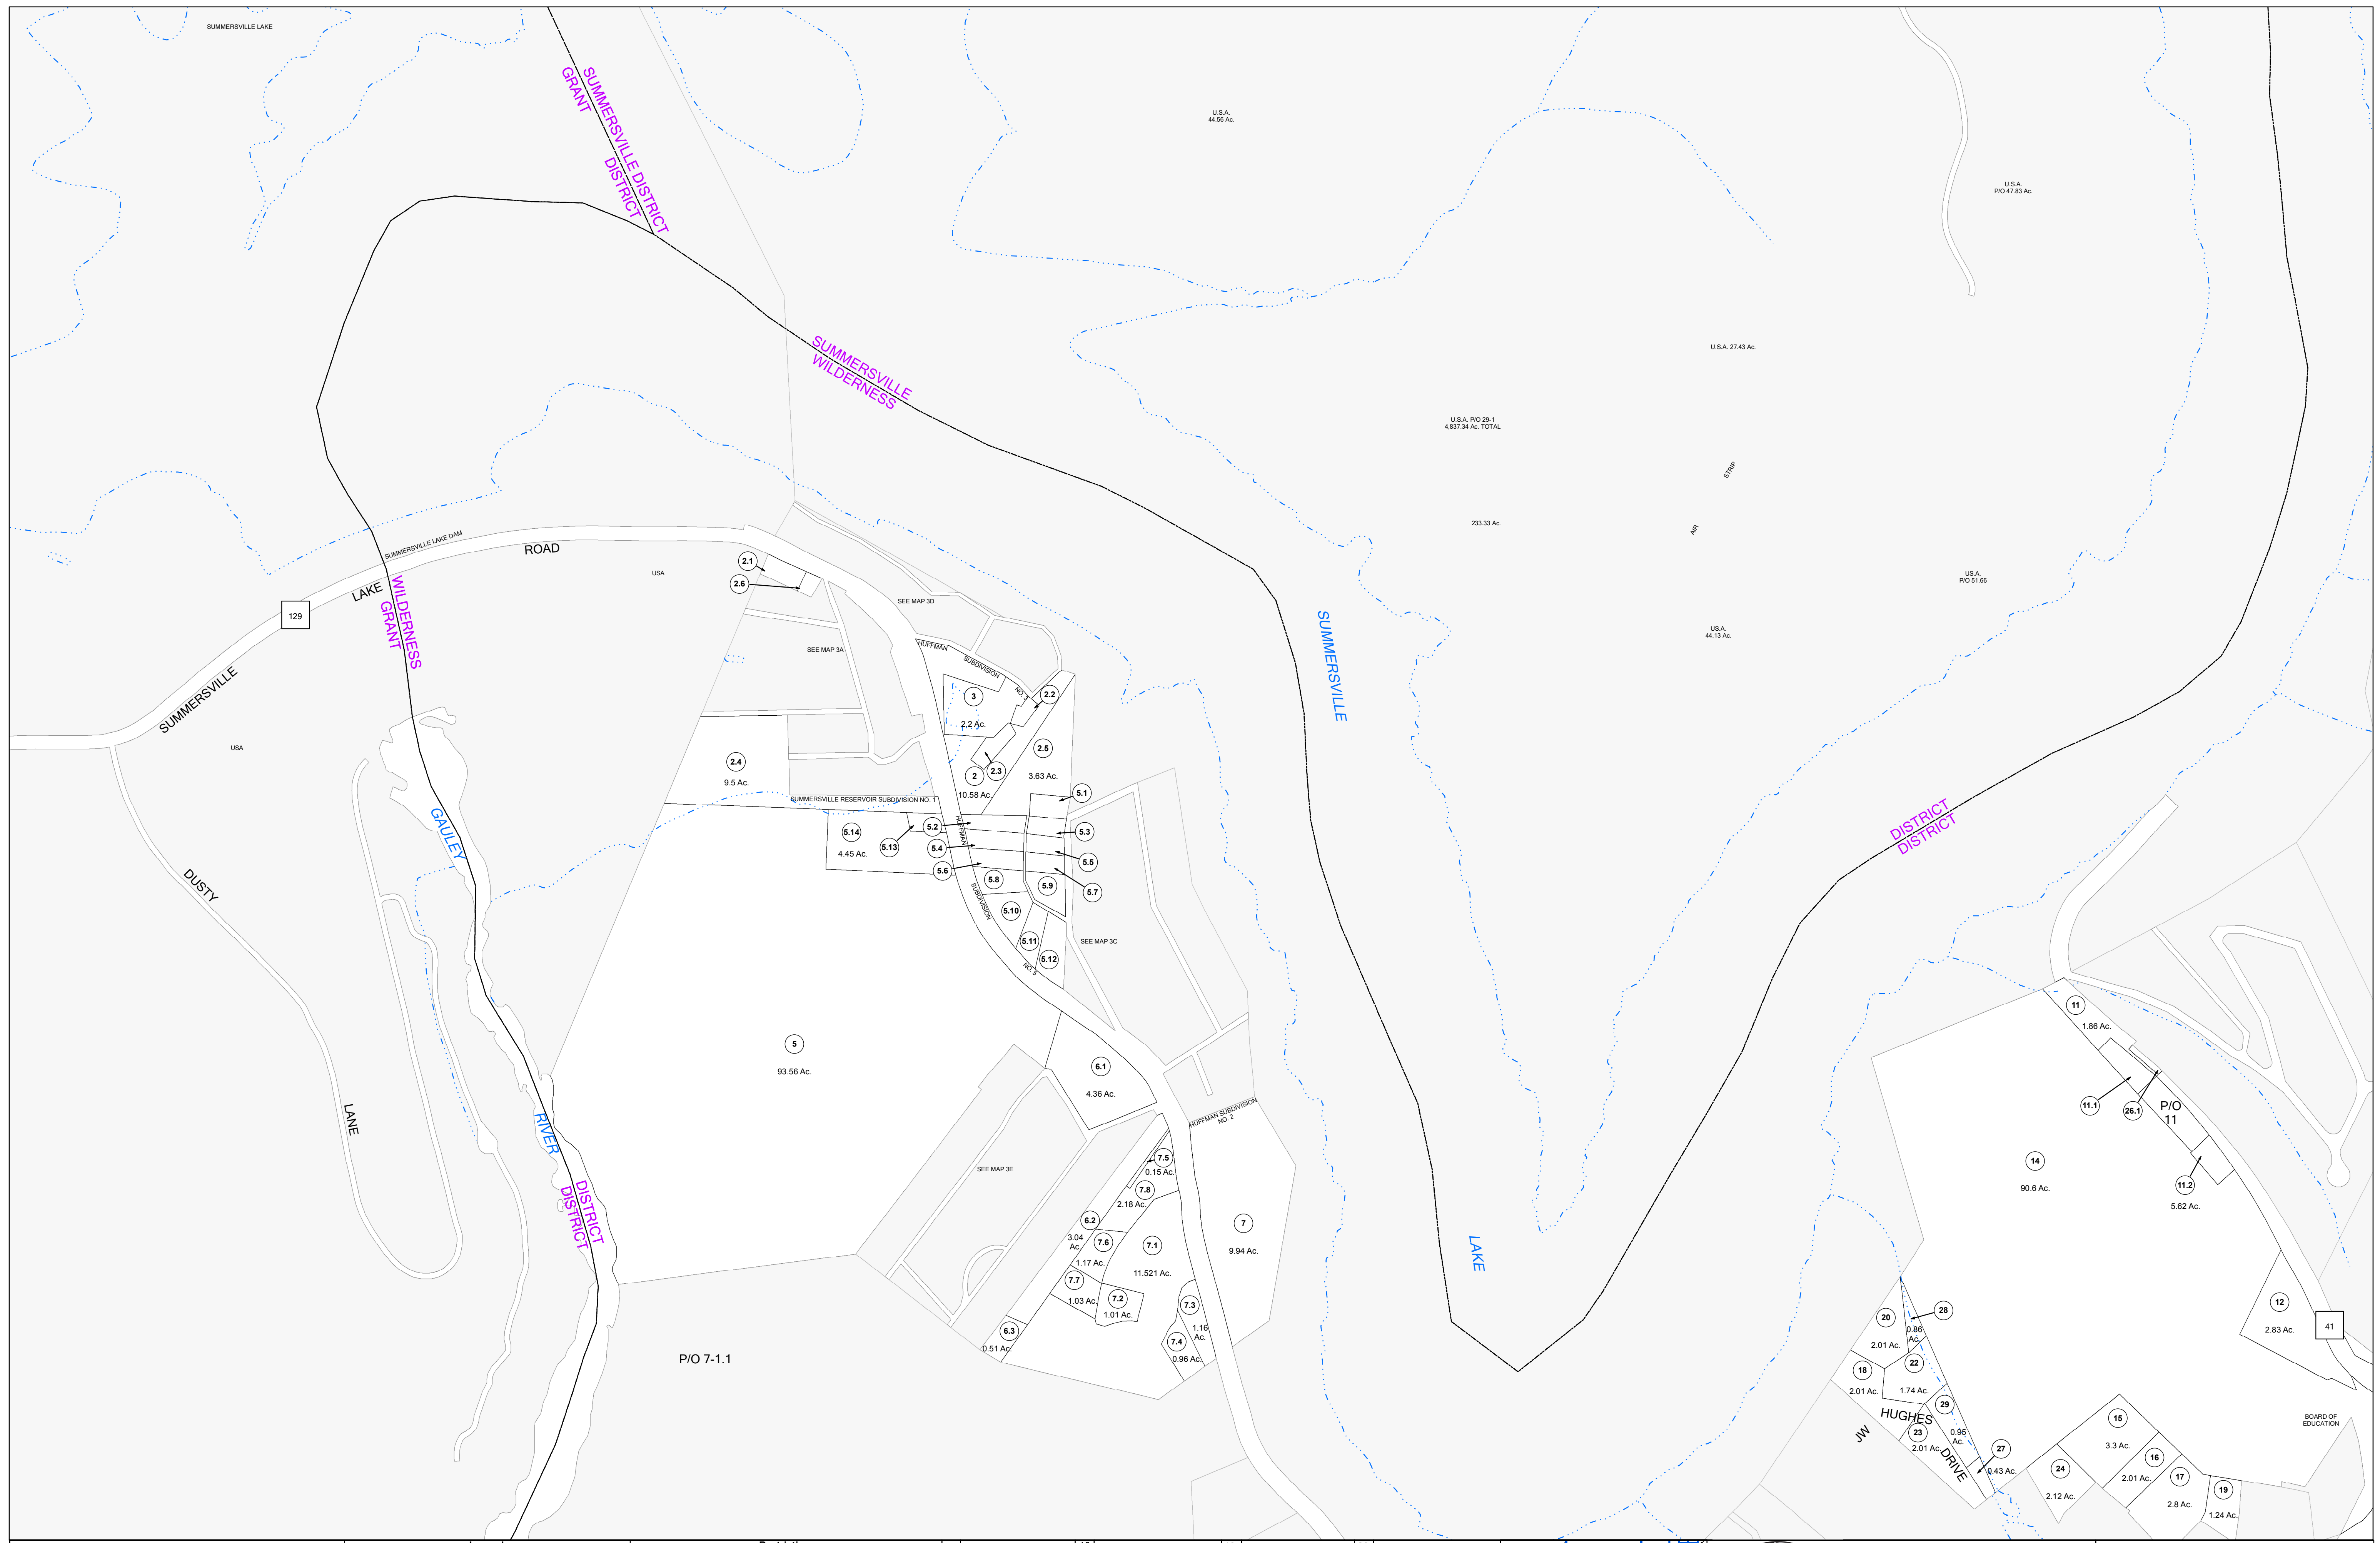 SUMMERSVILLE LAKE
SUMMERSVILLE DISTRICT
GRANT DISTRICT
U.S.A.
44.56 Ac.
U.S.A.
P/O 47.83 Ac.
SUMMERSVILLE
WILDERNESS
U.S.A. 27.43 Ac.
U.S.A. P/O 29-1
4,837.34 Ac. TOTAL
STRIP
AIR
233.33 Ac.
US.A.
P/O 51.66
US.A.
44.13 Ac.
SUMMERSVILLE LAKE DAM
ROAD
LAKE
SUMMERSVILLE
129
WILDERNESS
GRANT
USA
USA
2.1
2.6
SEE MAP 3D
SEE MAP 3A
HUFFMAN
SUBDIVISION
NO. 3
3
2.2 Ac.
2.2
2.5
3.63 Ac.
2.3
2
10.58 Ac.
2.4
9.5 Ac.
SUMMERSVILLE RESERVOIR SUBDIVISION NO. 1
5.1
5.2
5.3
5.4
5.5
5.6
5.7
5.8
5.9
5.10
5.11
5.12
5.13
5.14
4.45 Ac.
HUFFMAN
SUBDIVISION
NO. 5
SEE MAP 3C
SUMMERSVILLE
LAKE
GAULEY
RIVER
DUSTY
LANE
DISTRICT
DISTRICT
DISTRICT
DISTRICT
5
93.56 Ac.
6.1
4.36 Ac.
HUFFMAN SUBDIVISION
NO. 2
SEE MAP 3E
7.5
0.15 Ac.
7.8
2.18 Ac.
6.2
3.04
Ac.
7.6
1.17 Ac.
7.1
11.521 Ac.
7
9.94 Ac.
7.7
1.03 Ac.
7.2
1.01 Ac.
7.3
1.16
Ac.
7.4
0.96 Ac.
6.3
0.51 Ac.
P/O 7-1.1
11
1.86 Ac.
11.1
26.1
P/O
11
14
90.6 Ac.
11.2
5.62 Ac.
12
2.83 Ac.
41
20
2.01 Ac.
28
0.86
Ac.
18
2.01 Ac.
22
1.74 Ac.
29
0.95
Ac.
JW
HUGHES
DRIVE
23
2.01 Ac.
27
0.43 Ac.
24
2.12 Ac.
15
3.3 Ac.
16
2.01 Ac.
17
2.8 Ac.
19
1.24 Ac.
BOARD OF
EDUCATION